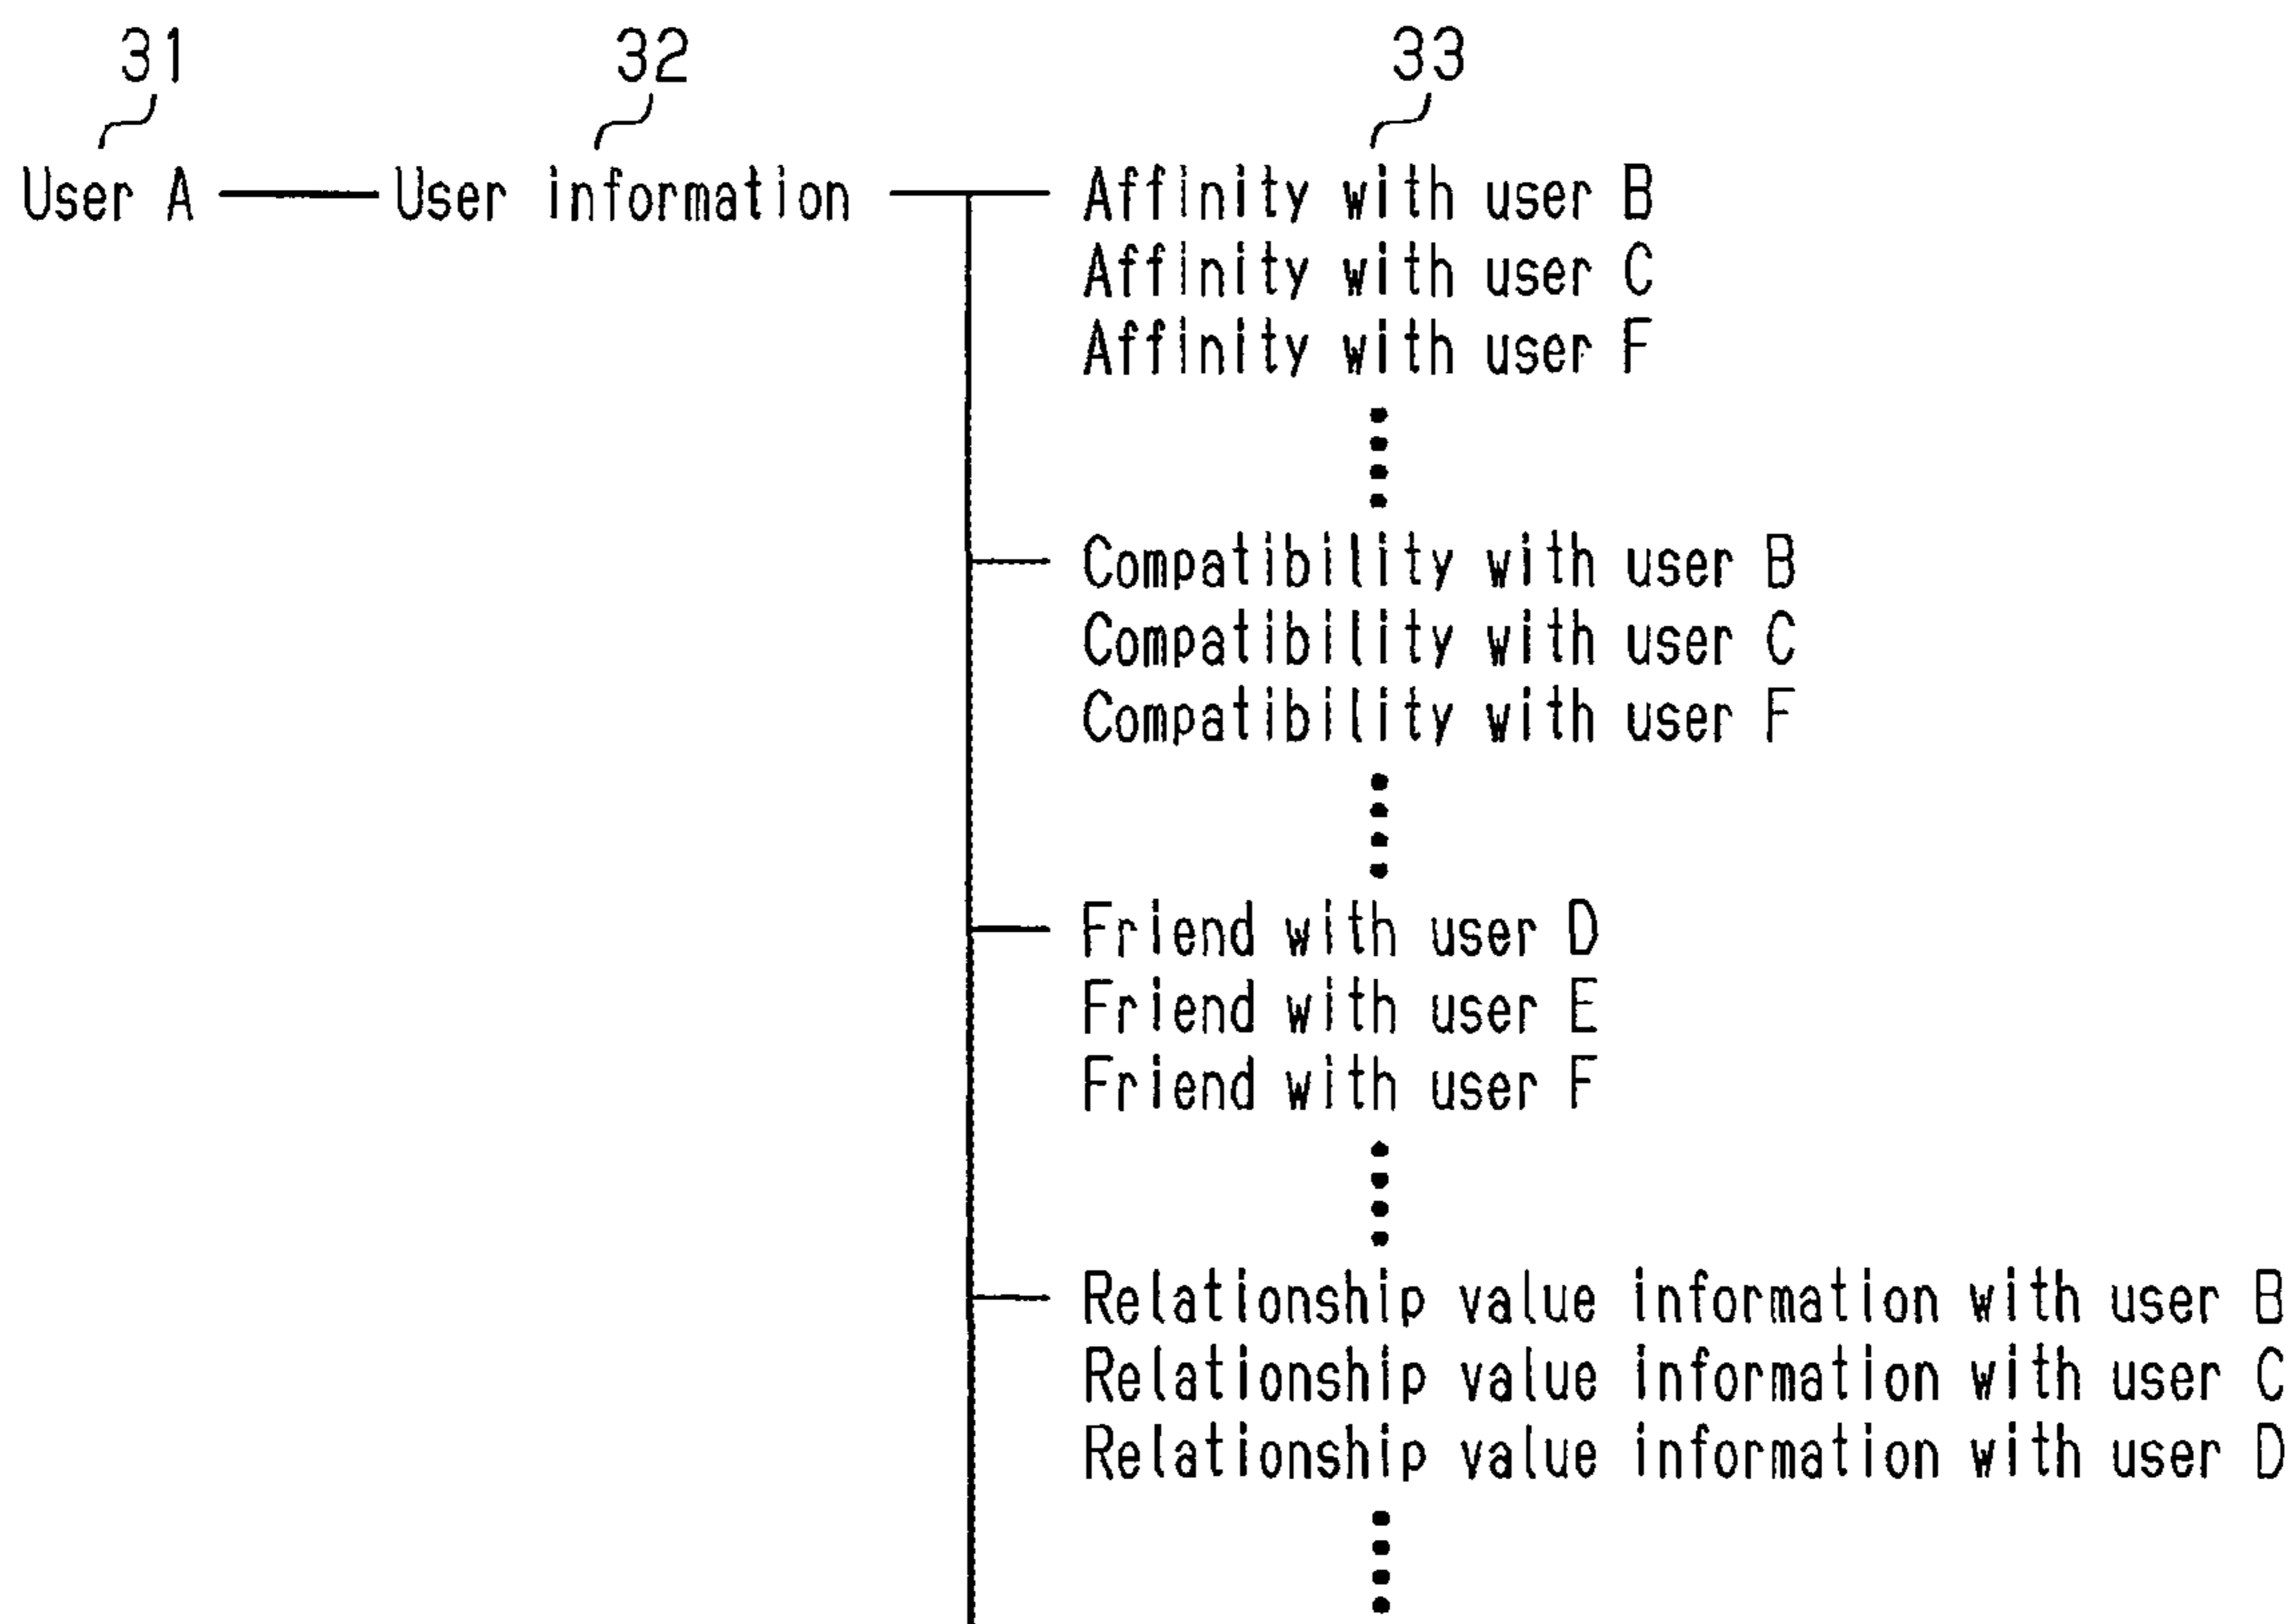 31 32 33
User A User information Affinity with user B
Affinity with user C
Affinity with user F
Compatibility with user B
Compatibility with user C
Compatibility with user F
Friend with user D
Friend with user E
Friend with user F
Relationship value information with user B
Relationship value information with user C
Relationship value information with user D